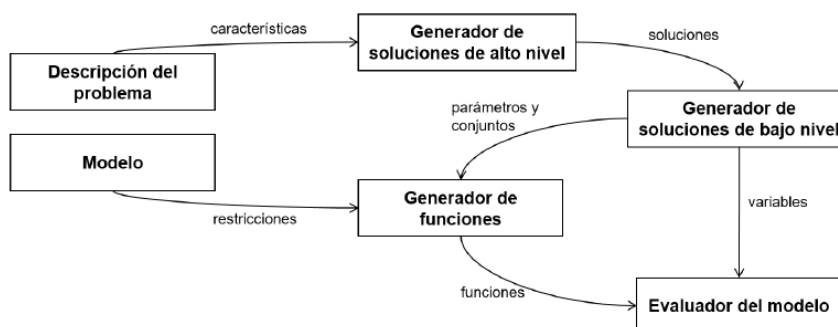 características
Generador de
soluciones de alto nivel
soluciones
Descripción del
problema
parámetros y
conjuntos
Generador de
soluciones de bajo nivel
Modelo
restricciones
Generador de
funciones
variables
funciones
Evaluador del modelo